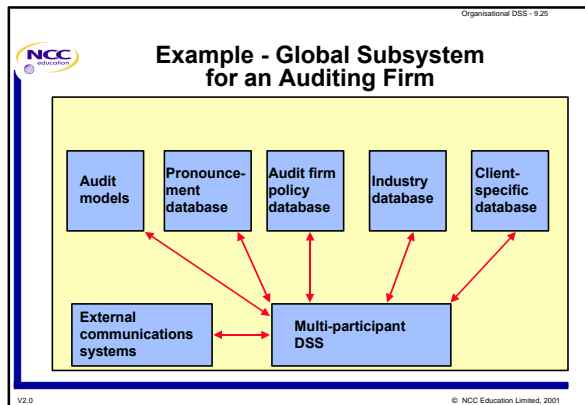 Organisational DSS - 9.25
NCC
education
Example - Global Subsystem
for an Auditing Firm
Audit
models
Pronounce-
ment
database
Audit firm
policy
database
Industry
database
Client-
specific
database
External
communications
systems
Multi-participant
DSS
V2.0
© NCC Education Limited, 2001